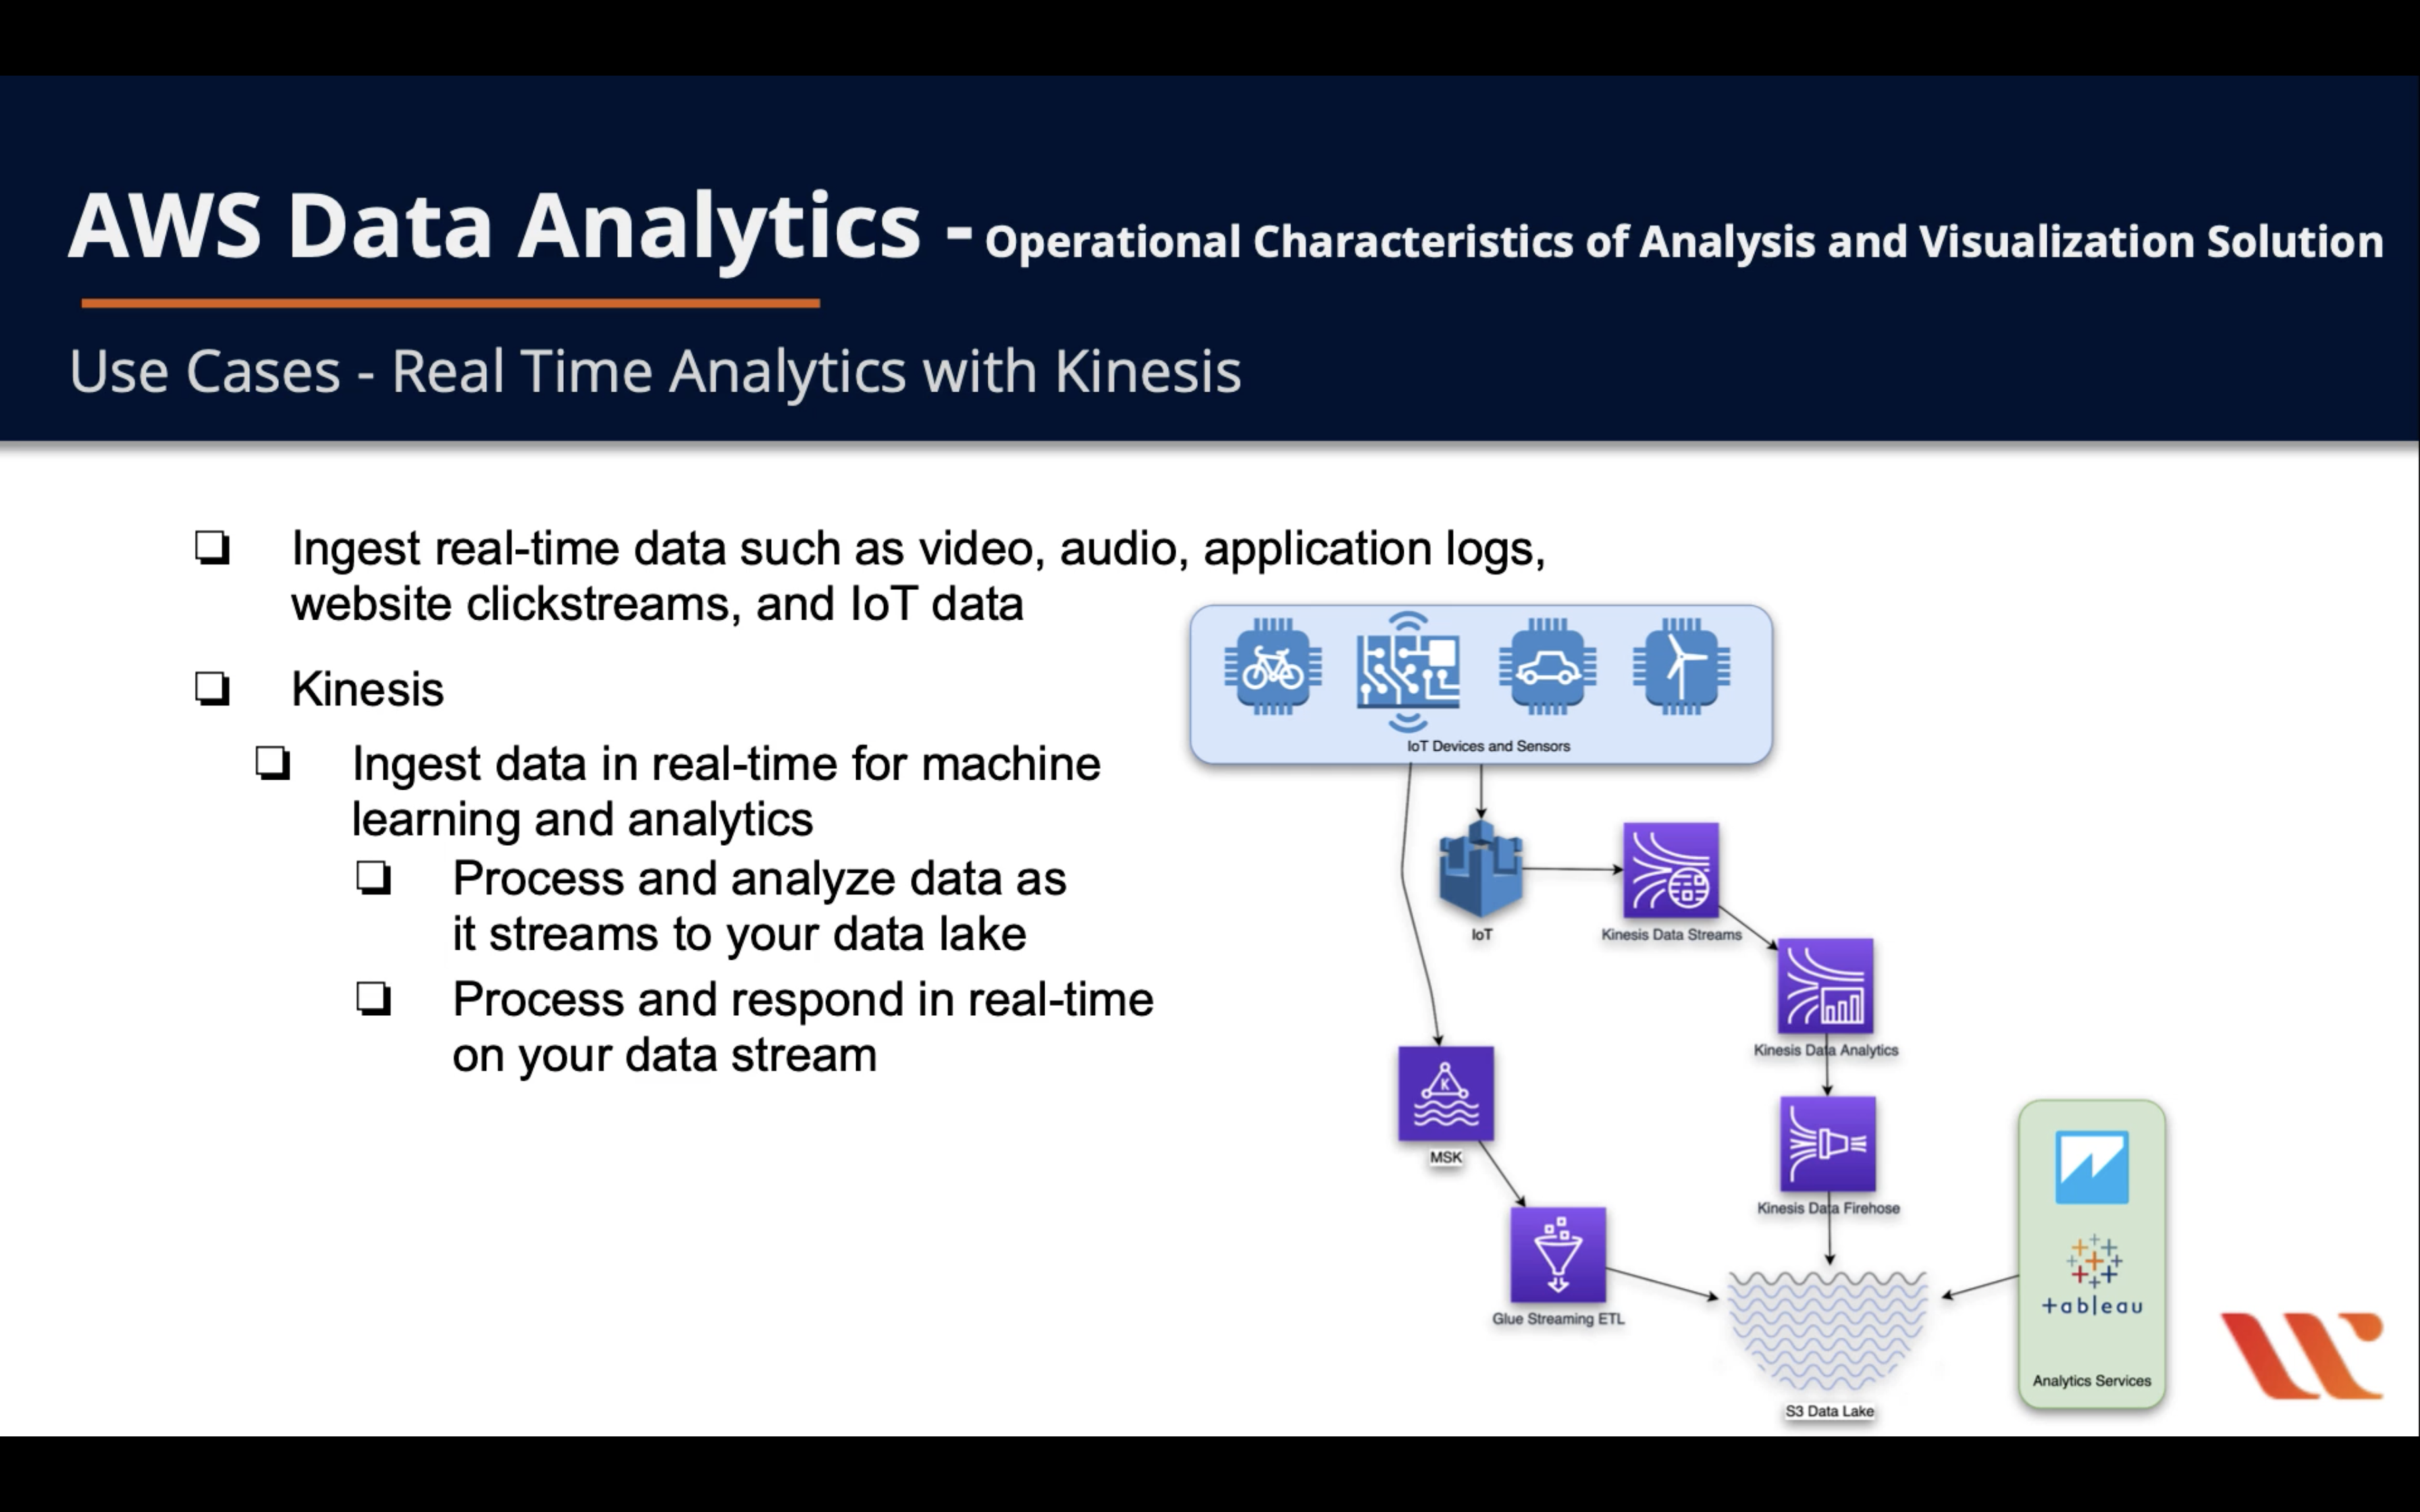 AWS Data Analytics - Operational Characteristics of Analysis and Visualization Solution
Use Cases - Real Time Analytics with Kinesis
Ingest real-time data such as video, audio, application logs,
website clickstreams, and IoT data
Kinesis
Ingest data in real-time for machine
learning and analytics
Process and analyze data as
it streams to your data lake
Process and respond in real-time
on your data stream
IoT Devices and Sensors
IoT
Kinesis Data Streams
Kinesis Data Analytics
K
MSK
Kinesis Data Firehose
Glue Streaming ETL
+ableau
Analytics Services
S3 Data Lake